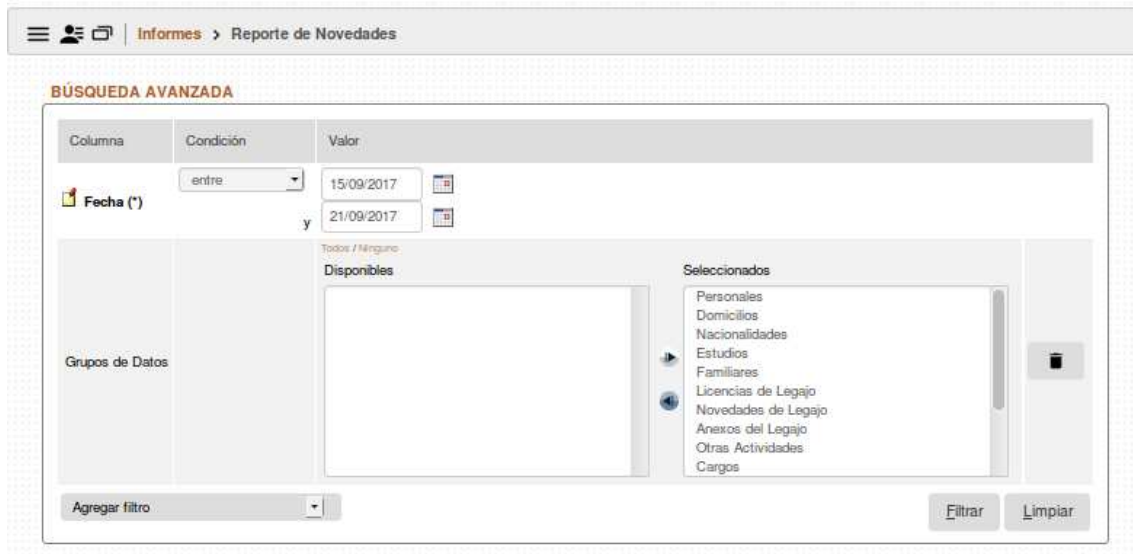 Informes > Reporte de Novedades
BÚSQUEDA AVANZADA
Columna Condición Valor
Fecha (*) entre 15/09/2017
y 21/09/2017
Todos / Ninguno
Disponibles Seleccionados
Personales
Domicilios
Nacionalidades
Estudios
Grupos de Datos
Familiares
Licencias de Legajo
Novedades de Legajo
Anexos del Legajo
Otras Actividades
Cargos
Agregar filtro Filtrar Limpiar